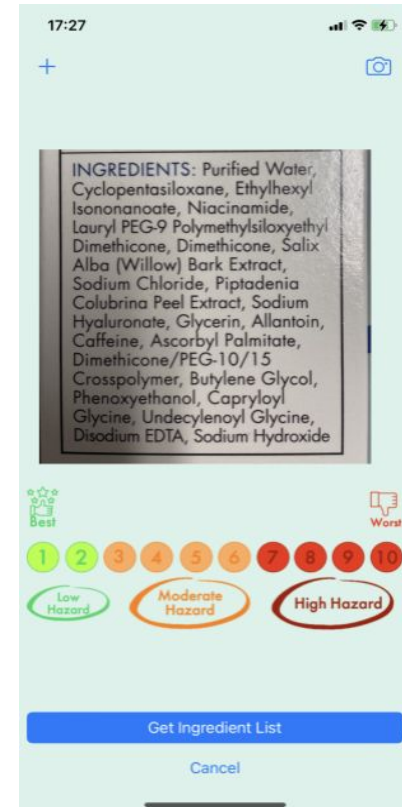 17:27
INGREDIENTS: Purified Water,
Cyclopentasiloxane, Ethylhexyl
Isononanoate, Niacinamide,
Lauryl PEG-9 Polymethylsiloxyethyl
Dimethicone, Dimethicone, Salix
Alba (Willow) Bark Extract,
Sodium Chloride, Piptadenia
Colubrina Peel Extract, Sodium
Hyaluronate, Glycerin, Allantoin,
Caffeine, Ascorbyl Palmitate,
Dimethicone/PEG-10/15
Crosspolymer, Butylene Glycol,
Phenoxyethanol, Capryloyl
Glycine, Undecylenoyl Glycine,
Disodium EDTA, Sodium Hydroxide
Best
Worst
1 2 3 4 5 6 7 8 9 10
Low
Hazard
Moderate
Hazard
High Hazard
Get Ingredient List
Cancel